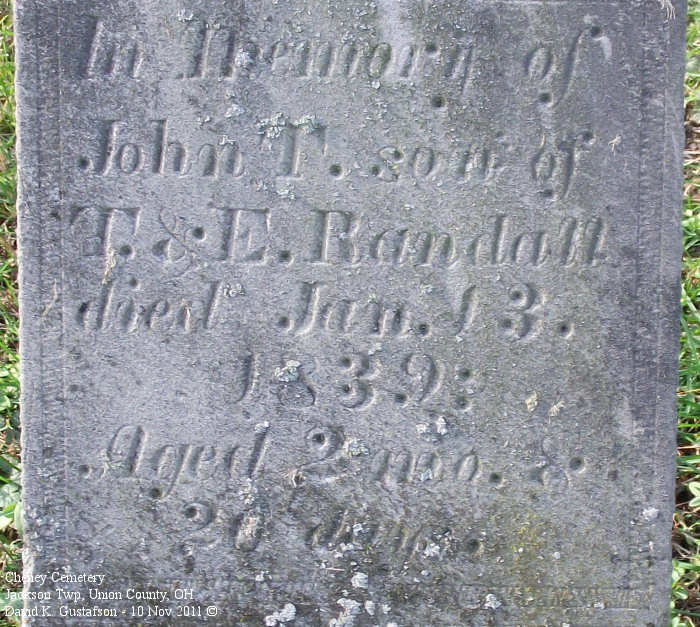 In Memory of
John T. son of
T. & E. Randall
died Jan. 13.
1839:
Aged 2 mo. &
20 days.
Cheney Cemetery
Jackson Twp, Union County, OH
David K. Gustafson - 10 Nov 2011 ©